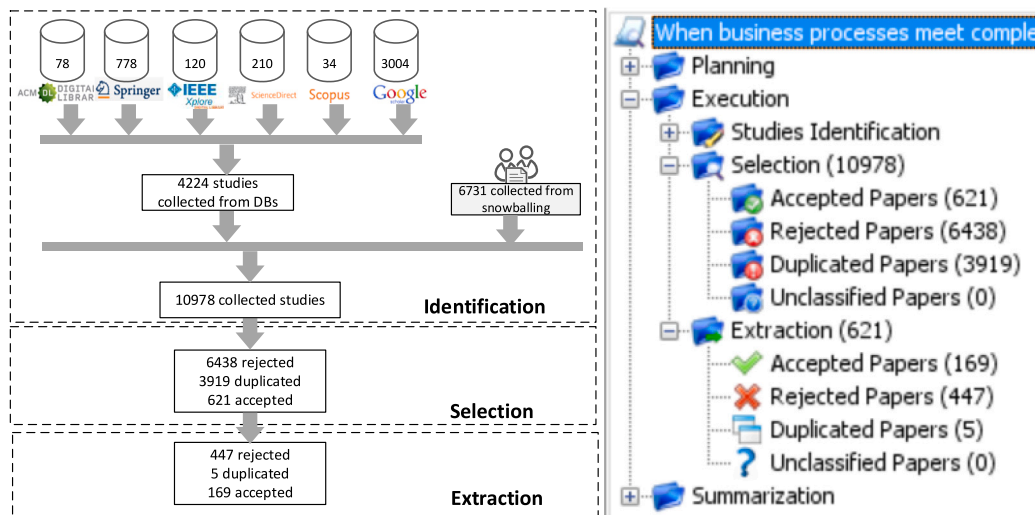 78
778
120
210
34
3004
ACM DL DIGITAL LIBRAR
Springer
IEEE
Xplore
ScienceDirect
Scopus
Google
4224 studies
collected from DBs
6731 collected from
snowballing
10978 collected studies
Identification
6438 rejected
3919 duplicated
621 accepted
Selection
447 rejected
5 duplicated
169 accepted
Extraction
When business processes meet comple
Planning
Execution
Studies Identification
Selection (10978)
Accepted Papers (621)
Rejected Papers (6438)
Duplicated Papers (3919)
Unclassified Papers (0)
Extraction (621)
Accepted Papers (169)
Rejected Papers (447)
Duplicated Papers (5)
Unclassified Papers (0)
Summarization